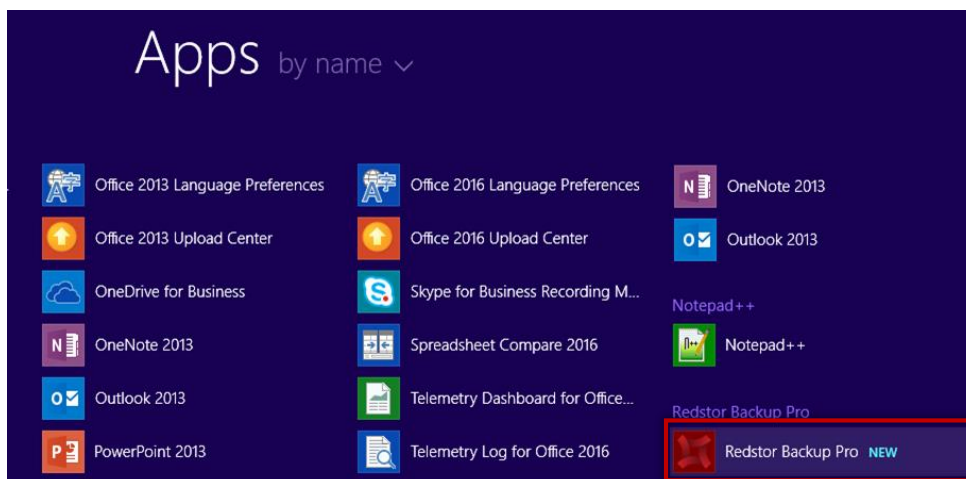 Apps by name
Office 2013 Language Preferences
Office 2013 Upload Center
OneDrive for Business
OneNote 2013
Outlook 2013
PowerPoint 2013
Office 2016 Language Preferences
Office 2016 Upload Center
Skype for Business Recording M...
Spreadsheet Compare 2016
Telemetry Dashboard for Office...
Telemetry Log for Office 2016
OneNote 2013
Outlook 2013
Notepad++
Notepad++
Redstor Backup Pro
Redstor Backup Pro NEW